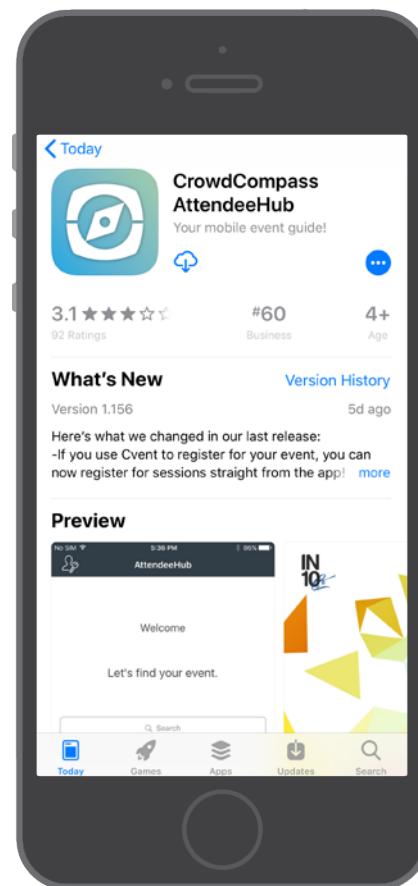 Today
CrowdCompass
AttendeeHub
Your mobile event guide!
3.1 #60 4+
92 Ratings Business Age
What's New Version History
Version 1.156 5d ago
Here's what we changed in our last release:
-If you use Cvent to register for your event, you can
now register for sessions straight from the app! more
Preview
No SIM 5:36 PM 86%
AttendeeHub
IN
10
Welcome
Let's find your event.
Search
Today Games Apps Updates Search